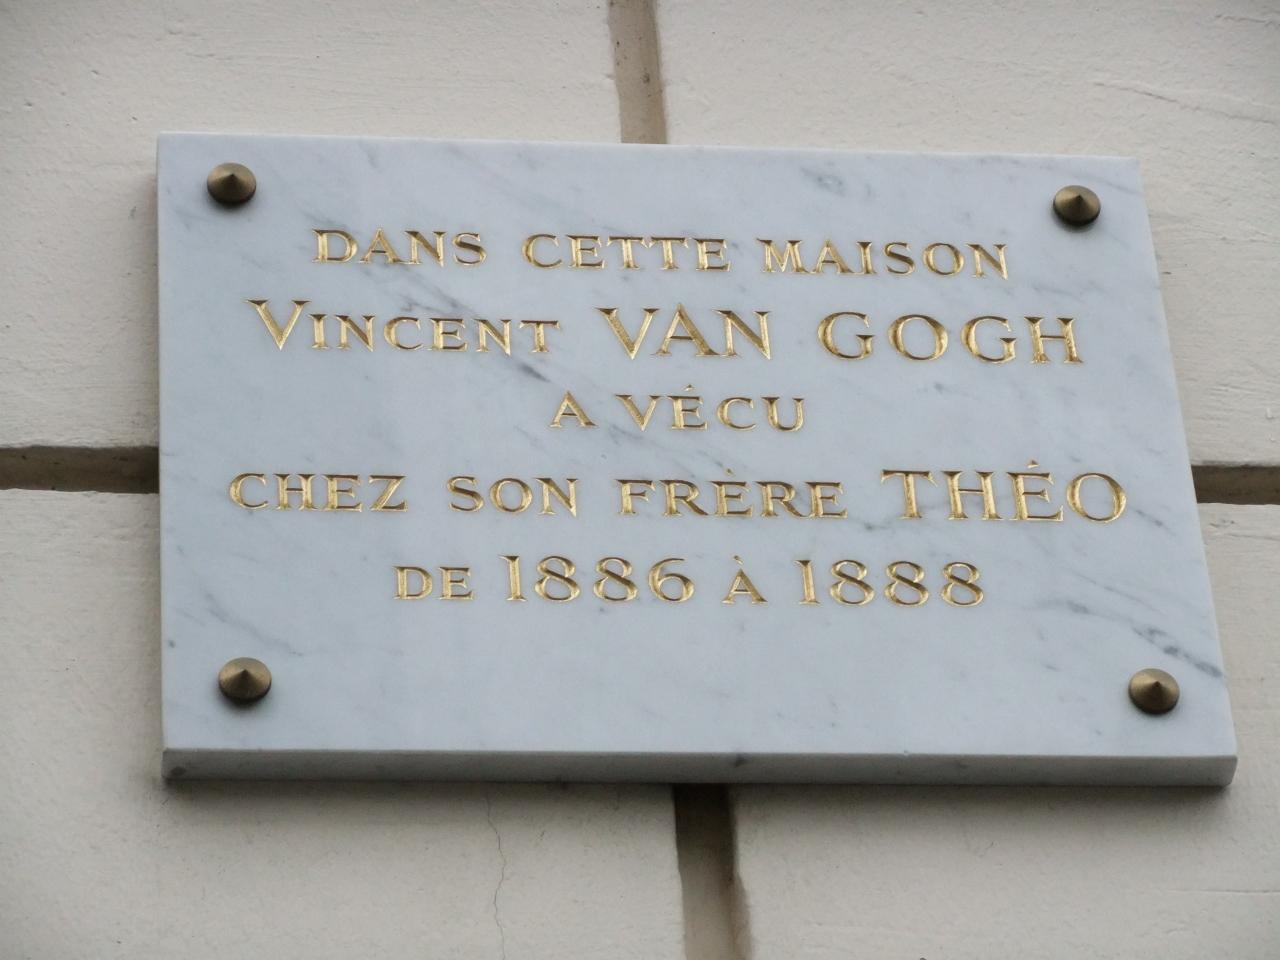 DANS CETTE MAISON
VINCENT VAN GOGH
A VÉCU
CHEZ SON FRÈRE THÉO
DE 1886 À 1888